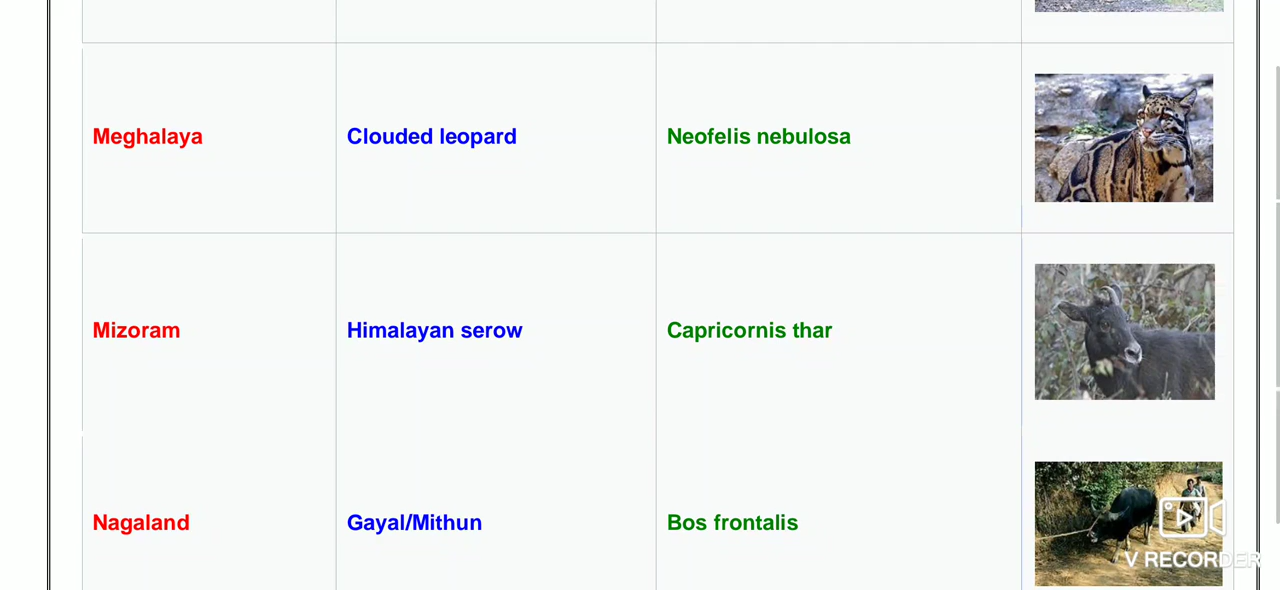 Meghalaya Clouded leopard Neofelis nebulosa
Mizoram Himalayan serow Capricornis thar
Nagaland Gayal/Mithun Bos frontalis
V RECORDER